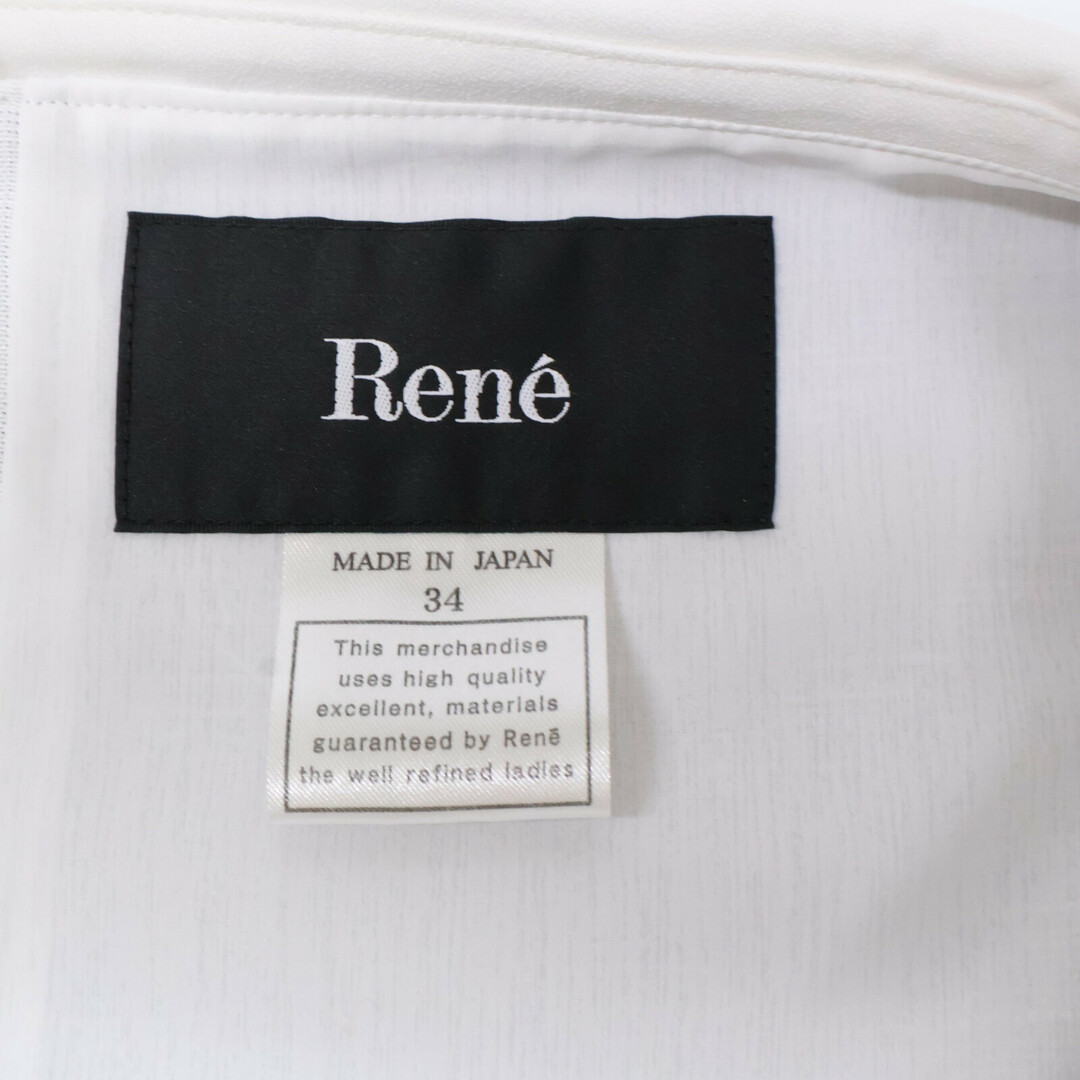 René
MADE IN JAPAN
34
This merchandise
uses high quality
excellent, materials
guaranteed by René
the well refined ladies